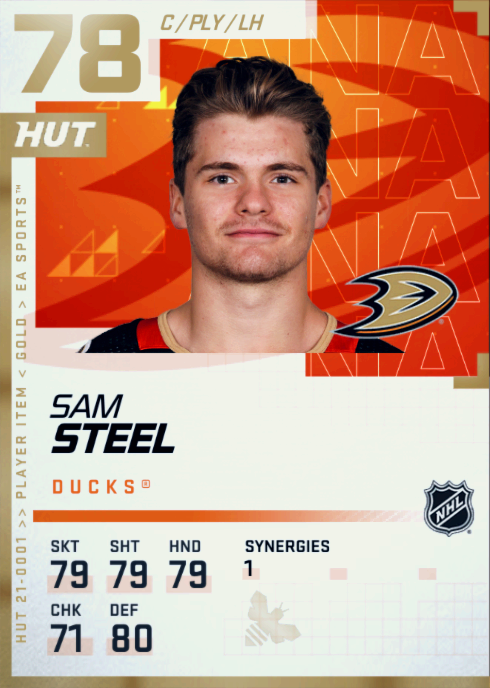 78
C/PLY/LH
ANA
HUT
HUT 21-0001 >> PLAYER ITEM < GOLD > EA SPORTS™
SAM
STEEL
DUCKS®
NHL
SKT SHT HND SYNERGIES
79 79 79 1
CHK DEF
71 80